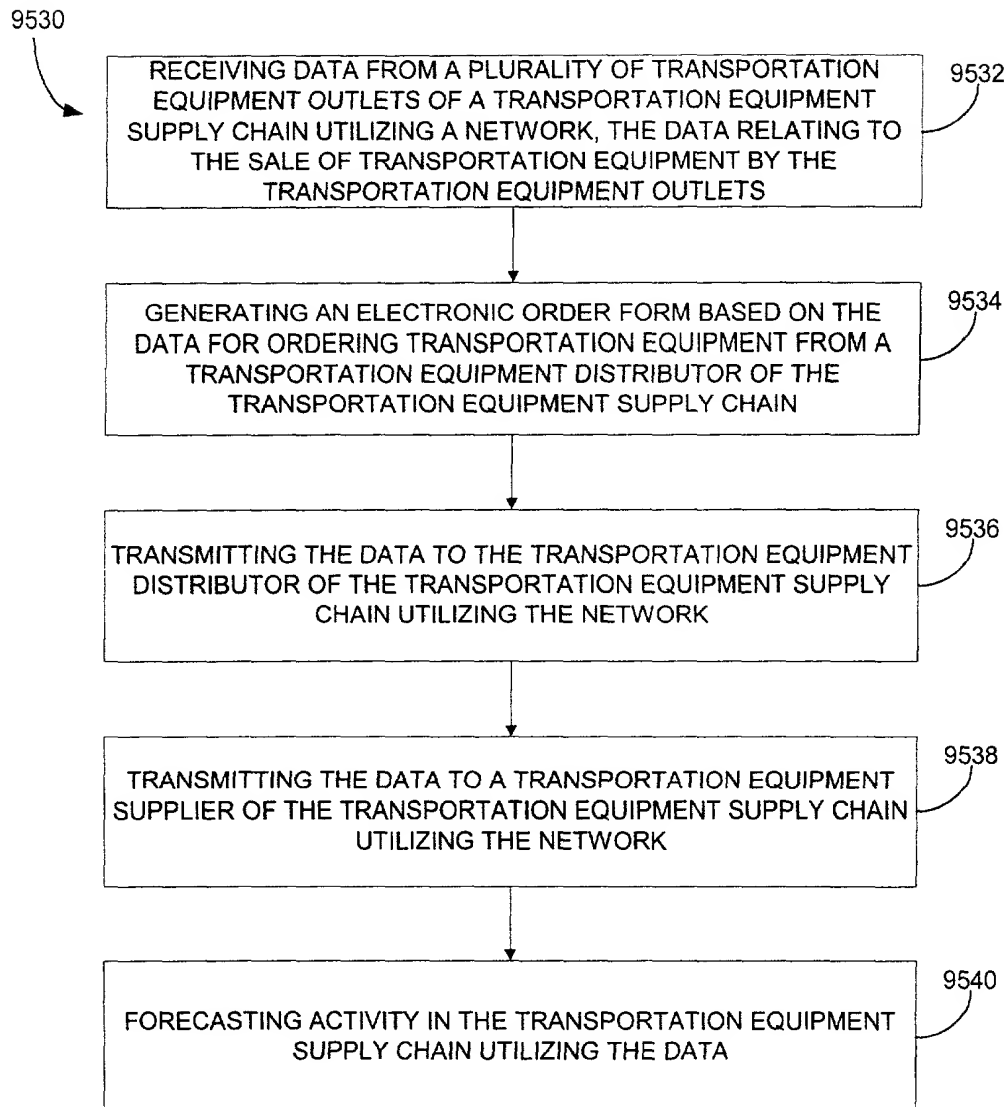 9530
RECEIVING DATA FROM A PLURALITY OF TRANSPORTATION
EQUIPMENT OUTLETS OF A TRANSPORTATION EQUIPMENT
SUPPLY CHAIN UTILIZING A NETWORK, THE DATA RELATING TO
THE SALE OF TRANSPORTATION EQUIPMENT BY THE
TRANSPORTATION EQUIPMENT OUTLETS
9532
GENERATING AN ELECTRONIC ORDER FORM BASED ON THE
DATA FOR ORDERING TRANSPORTATION EQUIPMENT FROM A
TRANSPORTATION EQUIPMENT DISTRIBUTOR OF THE
TRANSPORTATION EQUIPMENT SUPPLY CHAIN
9534
TRANSMITTING THE DATA TO THE TRANSPORTATION EQUIPMENT
DISTRIBUTOR OF THE TRANSPORTATION EQUIPMENT SUPPLY
CHAIN UTILIZING THE NETWORK
9536
TRANSMITTING THE DATA TO A TRANSPORTATION EQUIPMENT
SUPPLIER OF THE TRANSPORTATION EQUIPMENT SUPPLY CHAIN
UTILIZING THE NETWORK
9538
FORECASTING ACTIVITY IN THE TRANSPORTATION EQUIPMENT
SUPPLY CHAIN UTILIZING THE DATA
9540